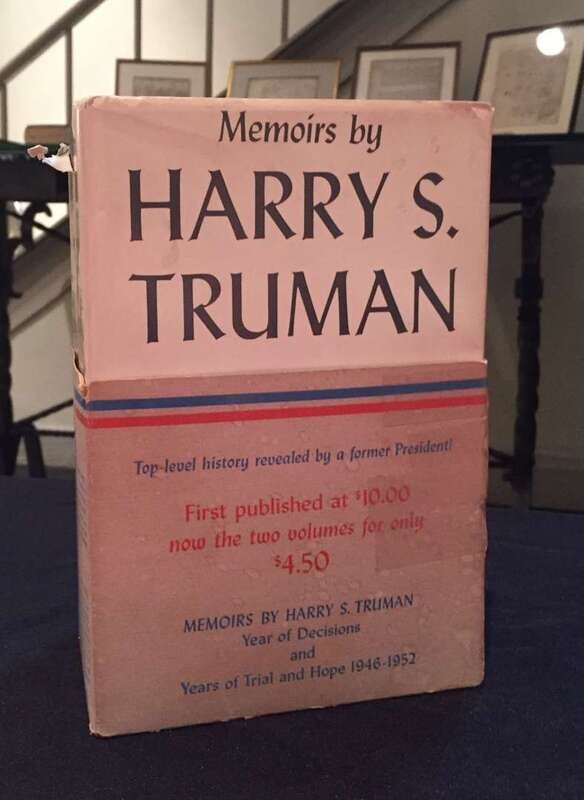 Memoirs by
HARRY S.
TRUMAN
Top-level history revealed by a former President!
First published at $10.00
now the two volumes for only
$4.50
MEMOIRS BY HARRY S. TRUMAN
Year of Decisions
and
Years of Trial and Hope 1946-1952